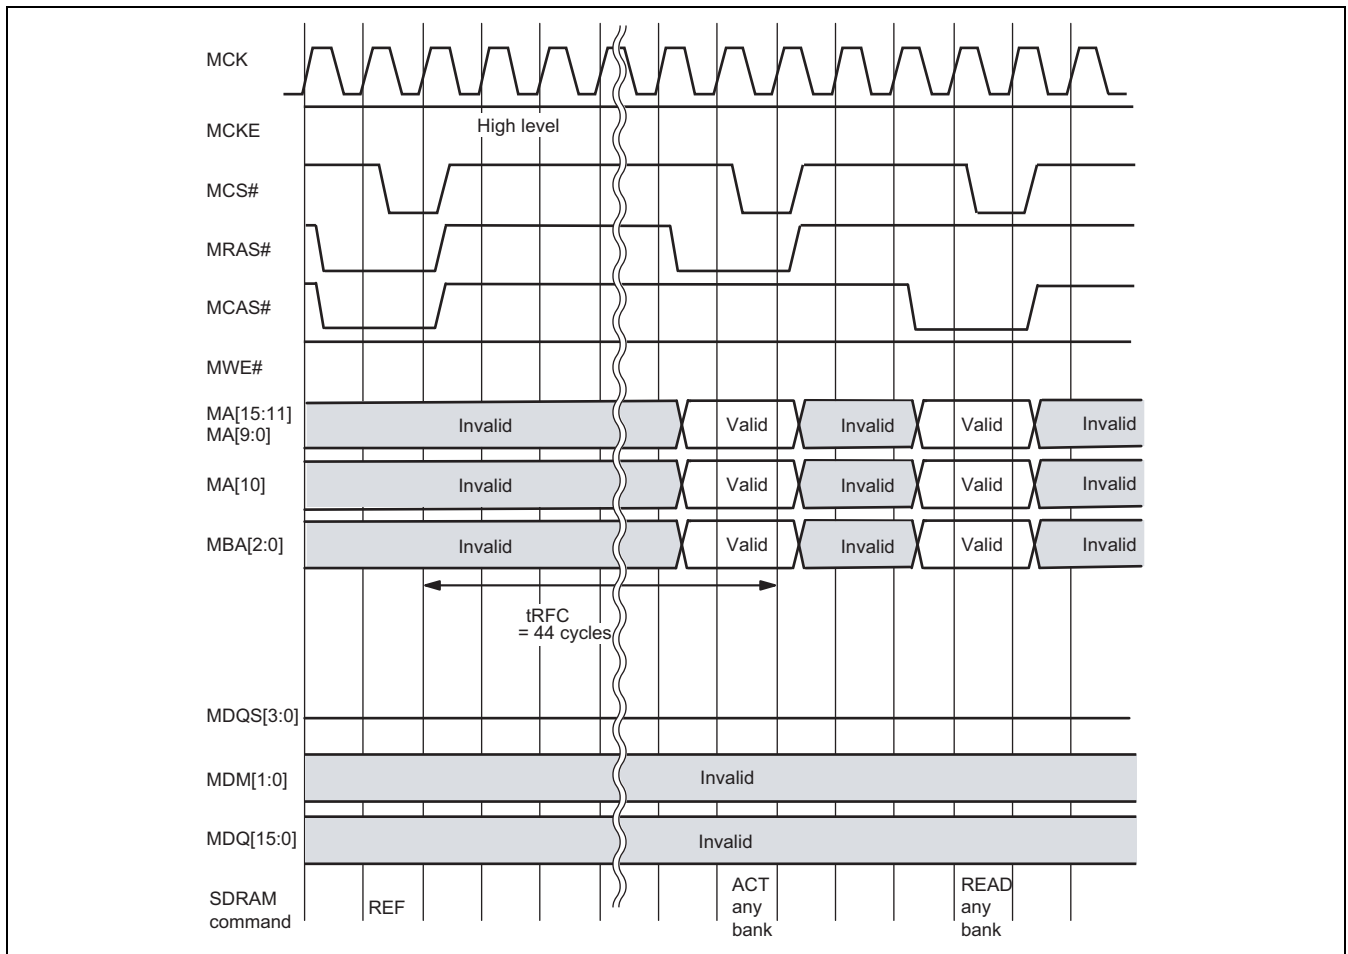 MCK
MCKE
High level
MCS#
MRAS#
MCAS#
MWE#
MA[15:11]
MA[9:0]
Invalid Valid Invalid Valid Invalid
MA[10] Invalid Valid Invalid Valid Invalid
MBA[2:0] Invalid Valid Invalid Valid Invalid
tRFC
= 44 cycles
MDQS[3:0]
MDM[1:0] Invalid
MDQ[15:0] Invalid
SDRAM
command
REF
ACT
any
bank
READ
any
bank